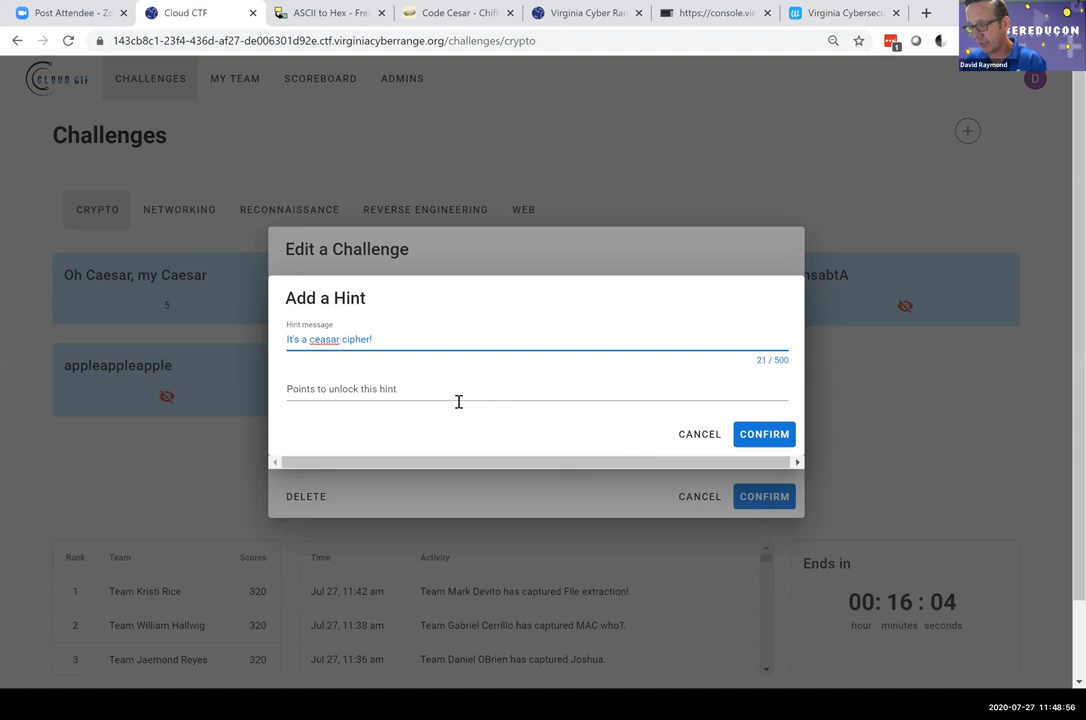 Post Attendee - Zo
Cloud CTF
ASCII to Hex - Fre
Code Cesar - Chiff
Virginia Cyber Ran
https://console.vir
Virginia Cybersecu
143cb8c1-23f4-436d-af27-de006301d92e.ctf.virginiacyberrange.org/challenges/crypto
1
CEREDUCON
David Raymond
CLOUD CTF
CHALLENGES
MY TEAM
SCOREBOARD
ADMINS
D
Challenges
CRYPTO
NETWORKING
RECONNAISSANCE
REVERSE ENGINEERING
WEB
Edit a Challenge
Oh Caesar, my Caesar
nsabtA
5
Add a Hint
Hint message
It's a ceasar cipher!
21 / 500
appleappleapple
Points to unlock this hint
CANCEL
CONFIRM
DELETE
CANCEL
CONFIRM
Rank Team Scores
1 Team Kristi Rice 320
2 Team William Hallwig 320
3 Team Jaemond Reyes 320
Time Activity
Jul 27, 11:42 am Team Mark Devito has captured File extraction!.
Jul 27, 11:38 am Team Gabriel Cerrillo has captured MAC who?.
Jul 27, 11:36 am Team Daniel OBrien has captured Joshua.
Ends in
00: 16 : 04
hour minutes seconds
2020-07-27 11:48:56